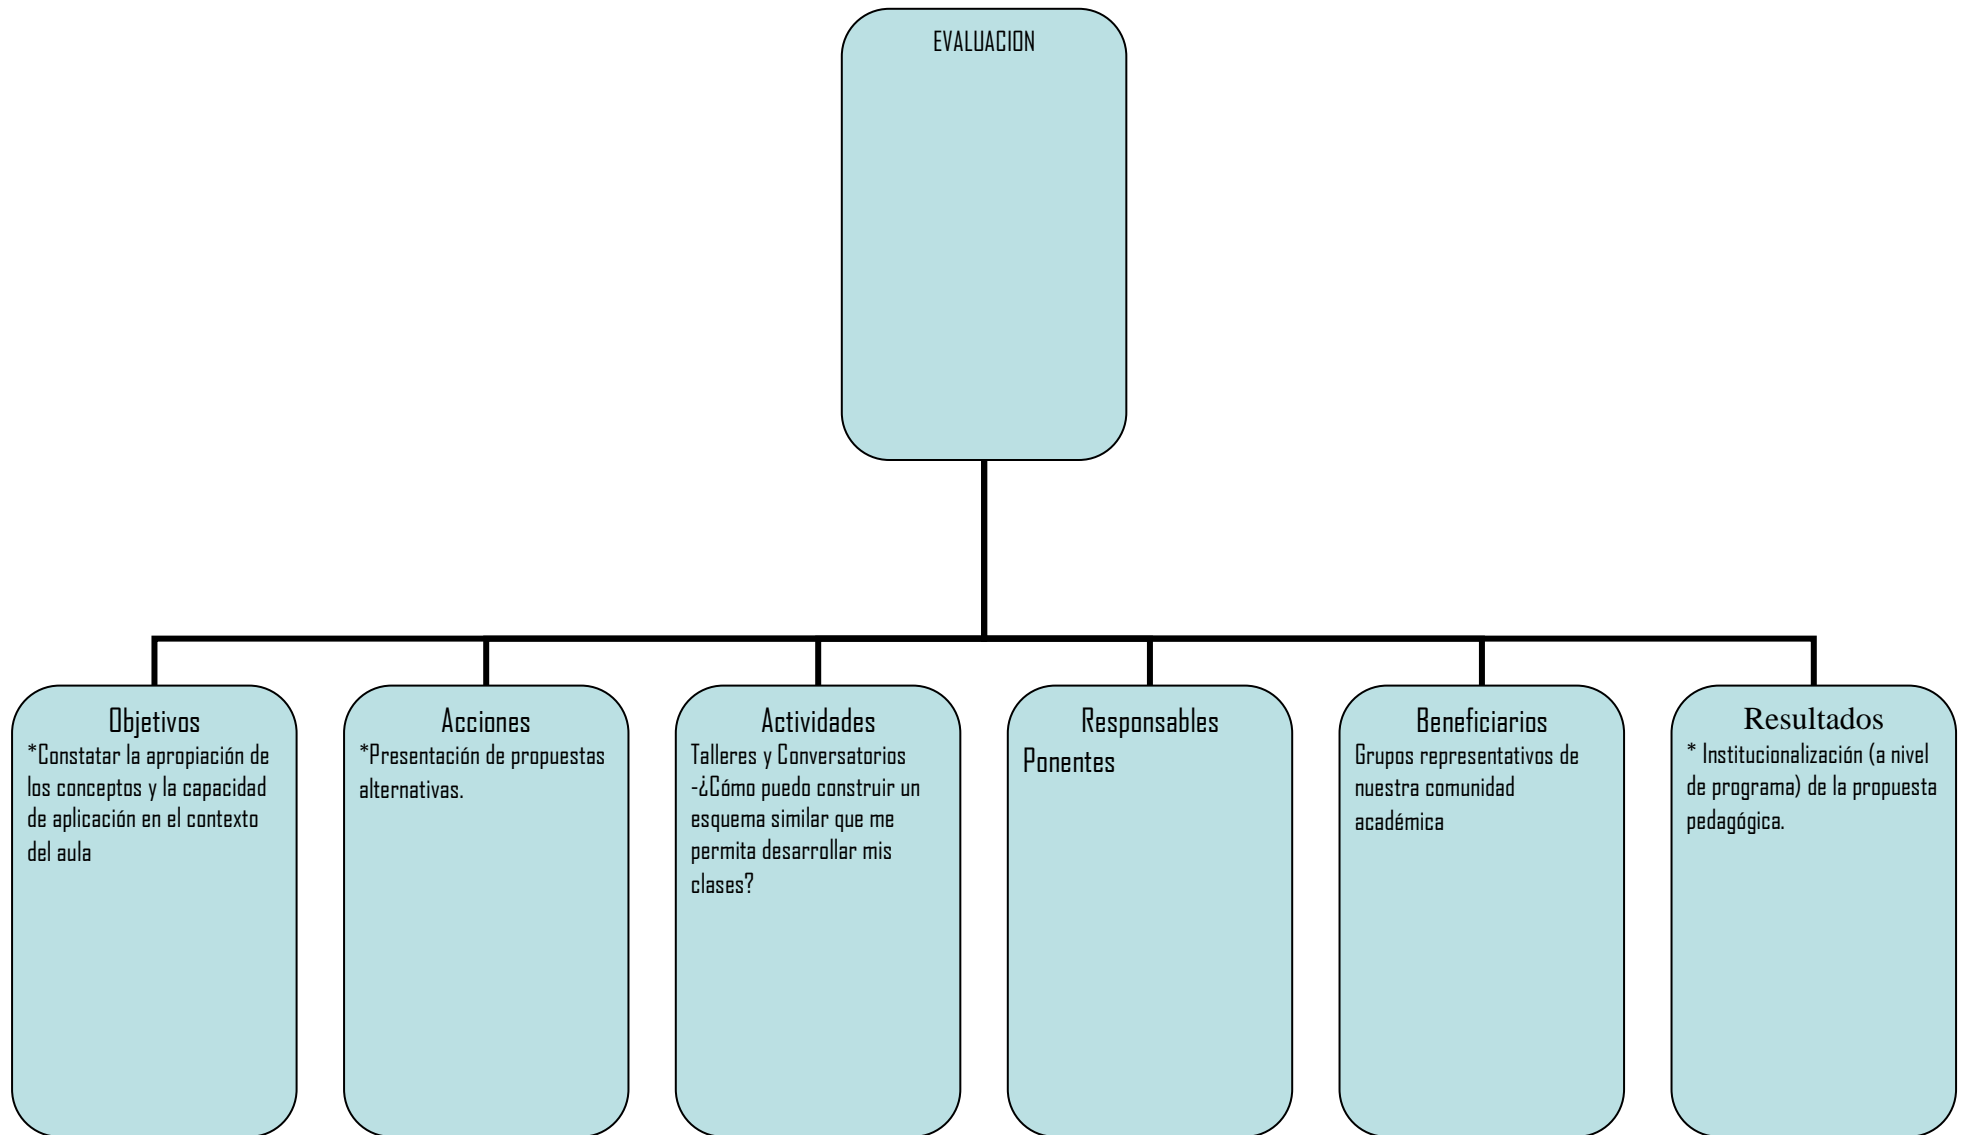 EVALUACION
Objetivos
*Constatar la apropiación de
los conceptos y la capacidad
de aplicación en el contexto
del aula
Acciones
*Presentación de propuestas
alternativas.
Actividades
Talleres y Conversatorios
-¿Cómo puedo construir un
esquema similar que me
permita desarrollar mis
clases?
Responsables
Ponentes
Beneficiarios
Grupos representativos de
nuestra comunidad
académica
Resultados
* Institucionalización (a nivel
de programa) de la propuesta
pedagógica.